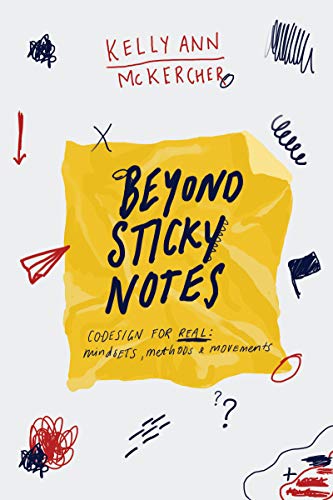 KELLY ANN
McKERCHER
X
BEYOND
STICKY
NOTES
CODESIGN FOR REAL:
mindsETS, methods & movements
??
+